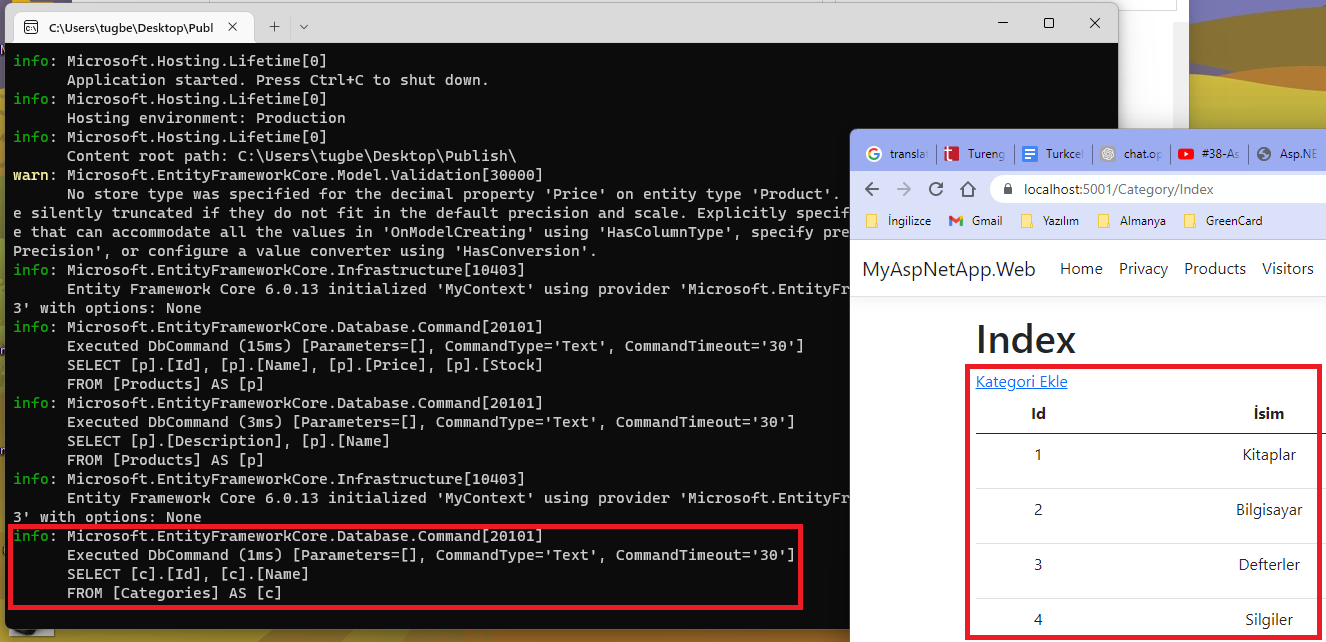 C:\Users\tugbe\Desktop\Publ
info: Microsoft.Hosting.Lifetime[0]
Application started. Press Ctrl+C to shut down.
info: Microsoft.Hosting.Lifetime[0]
Hosting environment: Production
info: Microsoft.Hosting.Lifetime[0]
Content root path: C:\Users\tugbe\Desktop\Publish\
warn: Microsoft.EntityFrameworkCore.Model.Validation[30000]
No store type was specified for the decimal property 'Price' on entity type 'Product'.
e silently truncated if they do not fit in the default precision and scale. Explicitly specif
e that can accommodate all the values in 'OnModelCreating' using 'HasColumnType', specify pre
Precision', or configure a value converter using 'HasConversion'.
info: Microsoft.EntityFrameworkCore.Infrastructure[10403]
Entity Framework Core 6.0.13 initialized 'MyContext' using provider 'Microsoft.EntityFr
3' with options: None
info: Microsoft.EntityFrameworkCore.Database.Command[20101]
Executed DbCommand (15ms) [Parameters=[], CommandType='Text', CommandTimeout='30']
SELECT [p].[Id], [p].[Name], [p].[Price], [p].[Stock]
FROM [Products] AS [p]
info: Microsoft.EntityFrameworkCore.Database.Command[20101]
Executed DbCommand (3ms) [Parameters=[], CommandType='Text', CommandTimeout='30']
SELECT [p].[Description], [p].[Name]
FROM [Products] AS [p]
info: Microsoft.EntityFrameworkCore.Infrastructure[10403]
Entity Framework Core 6.0.13 initialized 'MyContext' using provider 'Microsoft.EntityFr
3' with options: None
info: Microsoft.EntityFrameworkCore.Database.Command[20101]
Executed DbCommand (1ms) [Parameters=[], CommandType='Text', CommandTimeout='30']
SELECT [c].[Id], [c].[Name]
FROM [Categories] AS [c]
translat Tureng Turkcel chat.op #38-As Asp.NE
localhost:5001/Category/Index
İngilizce Gmail Yazılım Almanya GreenCard
MyAspNetApp.Web Home Privacy Products Visitors
Index
Kategori Ekle
Id İsim
1 Kitaplar
2 Bilgisayar
3 Defterler
4 Silgiler